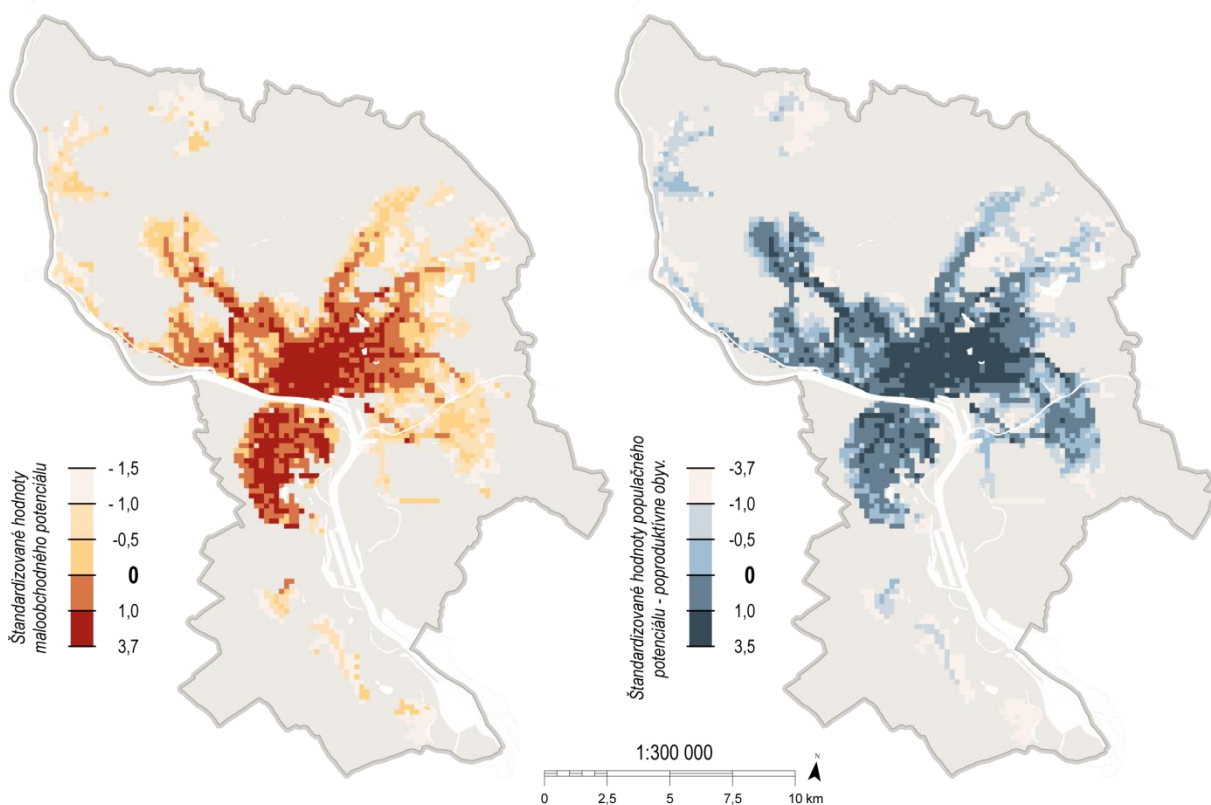 Štandardizované hodnoty
maloobchodného potenciálu
- 1,5
- 1,0
-0,5
0
1,0
3,7
Štandardizované hodnoty populačného
potenciálu - poproduktívne obyv.
-3,7
-1,0
-0,5
0
1,0
3,5
1:300 000
N
0 2,5 5 7,5 10 km